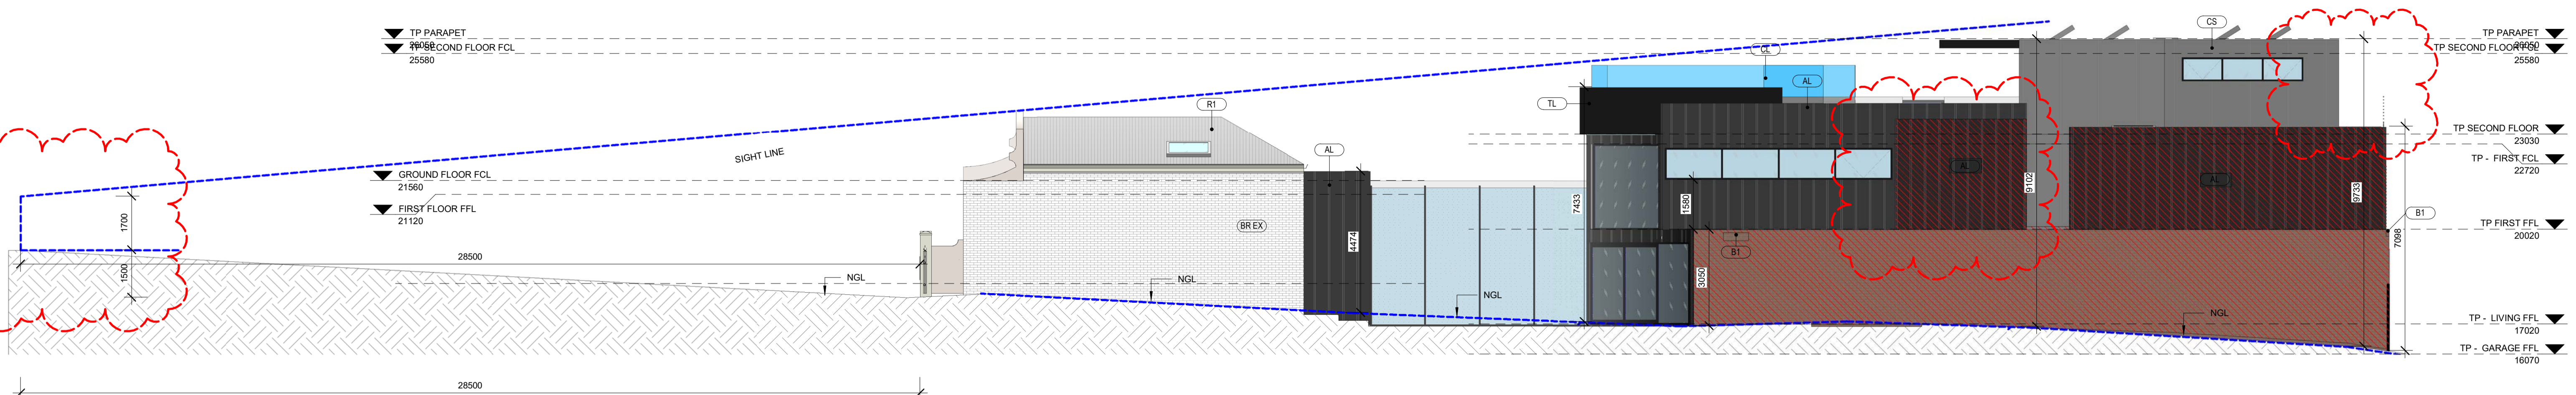 TP PARAPET
26050
TP SECOND FLOOR FCL
25580
GROUND FLOOR FCL
21560
FIRST FLOOR FFL
21120
1700
1500
28500
28500
SIGHT LINE
NGL
NGL
NGL
NGL
R1
AL
BR EX
4474
TL
CL
AL
7433
1580
3050
B1
AL
9102
CS
AL
9733
7098
B1
TP PARAPET
26050
TP SECOND FLOOR FCL
25580
TP SECOND FLOOR
23030
TP - FIRST FCL
22720
TP FIRST FFL
20020
TP - LIVING FFL
17020
TP - GARAGE FFL
16070